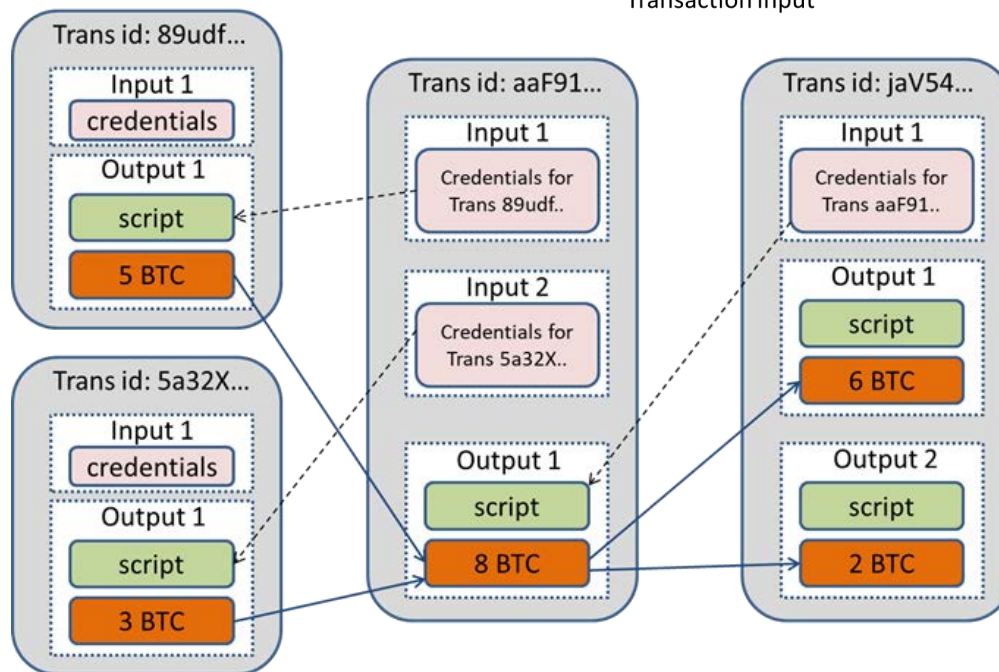 Transaction input
Trans id: 89udf...
Input 1
credentials
Output 1
script
5 BTC
Trans id: 5a32X...
Input 1
credentials
Output 1
script
3 BTC
Trans id: aaF91...
Input 1
Credentials for
Trans 89udf..
Input 2
Credentials for
Trans 5a32X..
Output 1
script
8 BTC
Trans id: jaV54...
Input 1
Credentials for
Trans aaF91..
Output 1
script
6 BTC
Output 2
script
2 BTC